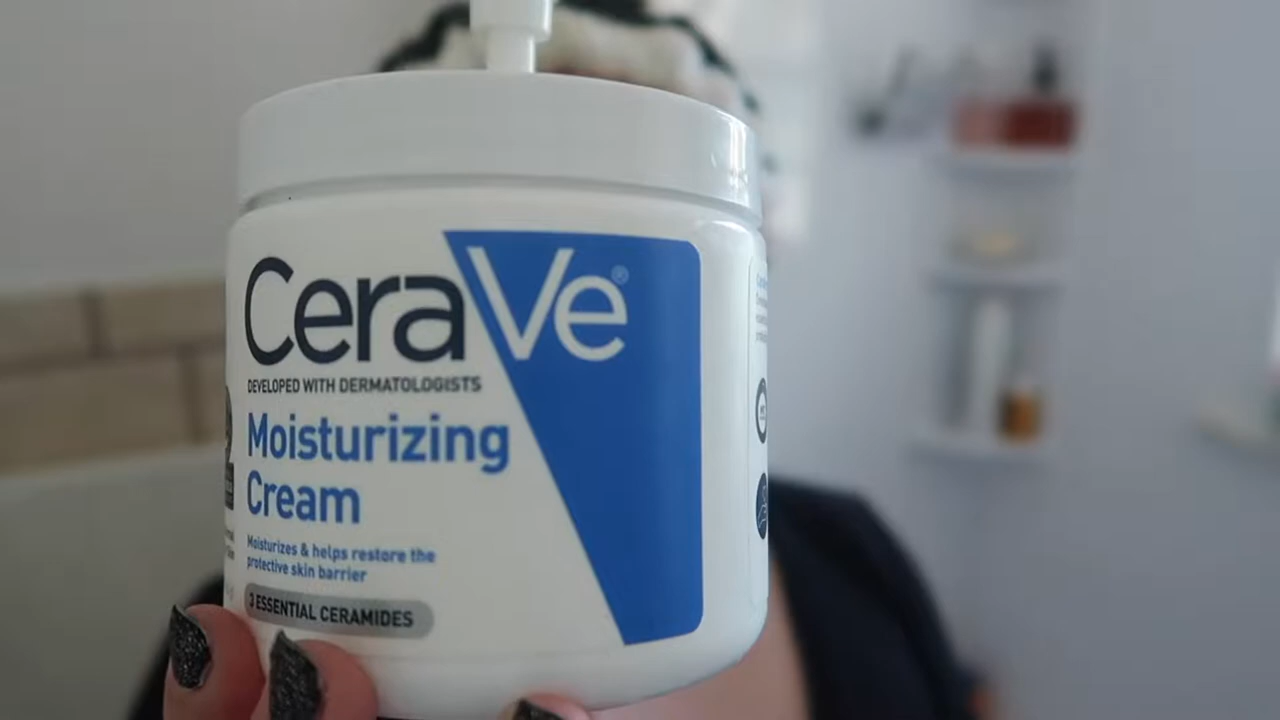 CeraVe®
DEVELOPED WITH DERMATOLOGISTS
Moisturizing
Cream
Moisturizes & helps restore the
protective skin barrier
3 ESSENTIAL CERAMIDES